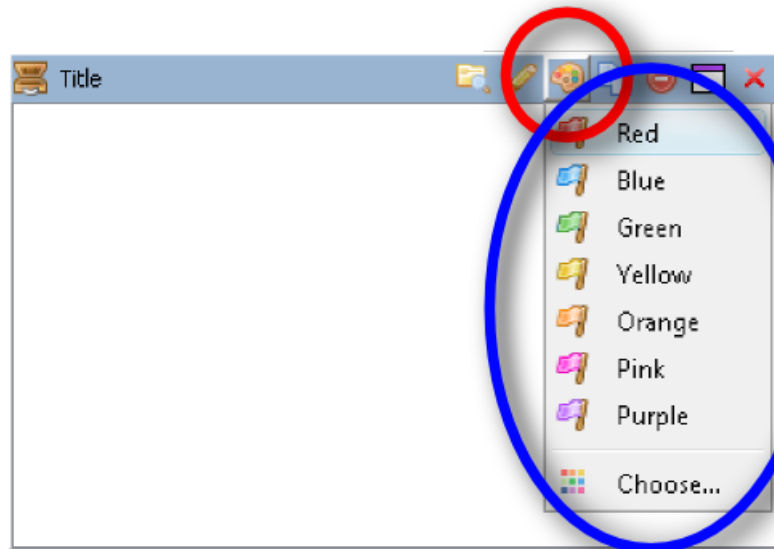 Title
Red
Blue
Green
Yellow
Orange
Pink
Purple
Choose...